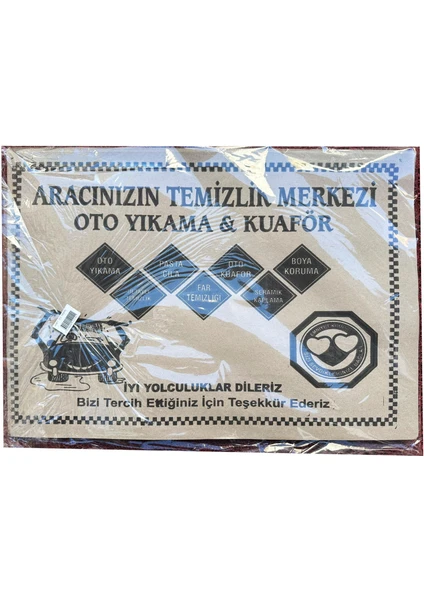 ARACINIZIN TEMİZLİK MERKEZİ
OTO YIKAMA & KUAFÖR
OTO YIKAMA
PASTA CİLA
OTO KUAFÖR
BOYA KORUMA
FAR TEMİZLİĞİ
SERAMİK KAPLAMA
İYİ YOLCULUKLAR DİLERİZ
Bizi Tercih Ettiğiniz İçin Teşekkür Ederiz